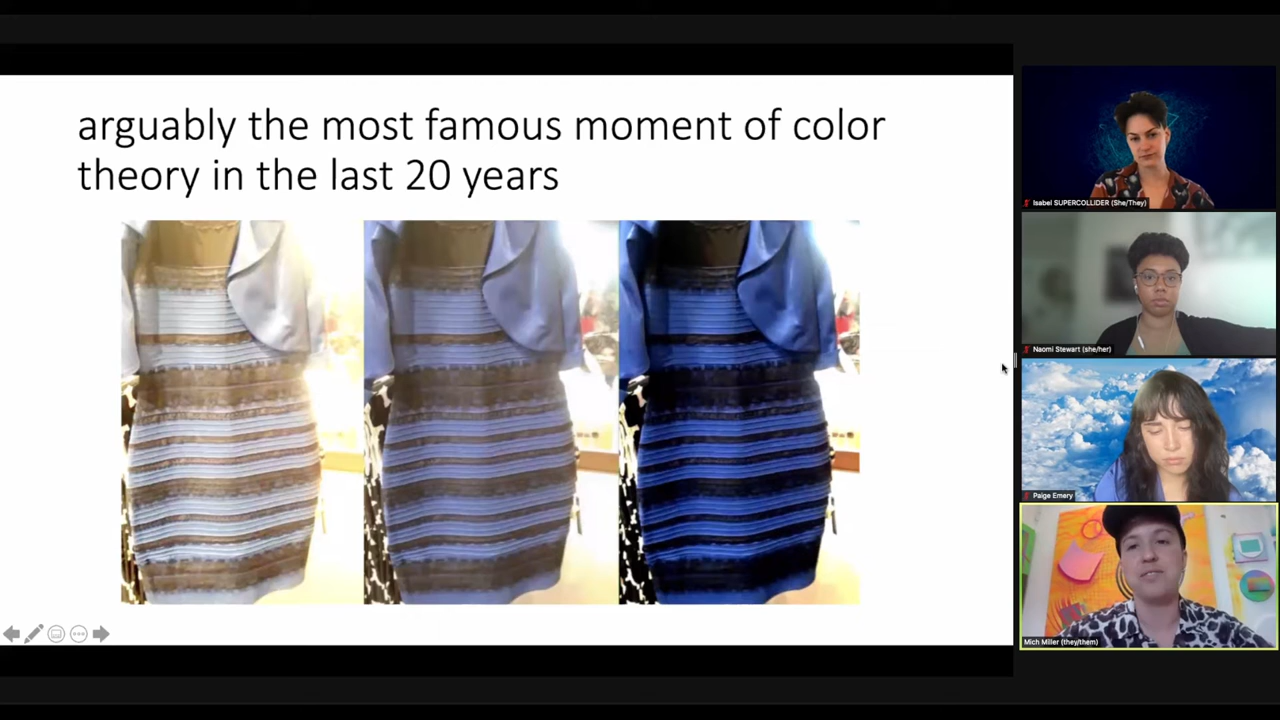 arguably the most famous moment of color
theory in the last 20 years
Isabel SUPERCOLLIDER (She/They)
Naomi Stewart (she/her)
Paige Emery
Mich Miller (they/them)